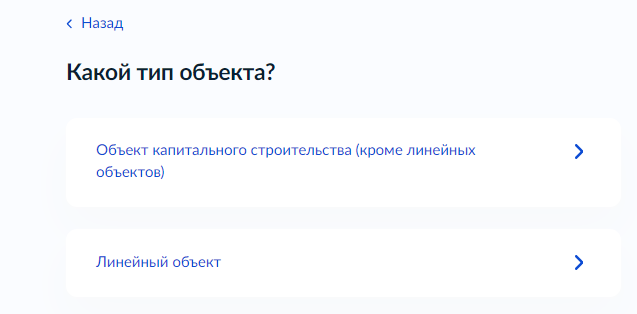 Назад
Какой тип объекта?
Объект капитального строительства (кроме линейных
объектов)
Линейный объект